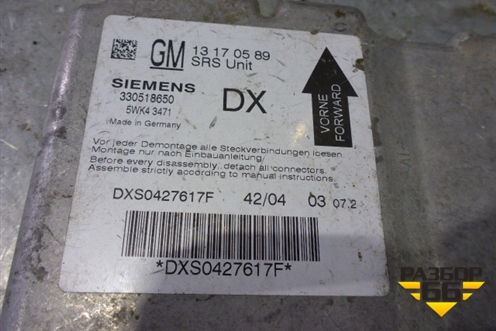 GM 13 17 05 89
SRS Unit
SIEMENS
330518650
5WK4 3471
Made in Germany
DX
VORNE
FORWARD
Vor jeder Demontage alle Steckverbindungen loesen.
Montage nur nach Einbauanleitung!
Before every disassembly, detach all connectors.
Assemble strictly according to manual instructions.
DXS0427617F 42/04 03 07.2
*DXS0427617F*
РАЗБОР
66